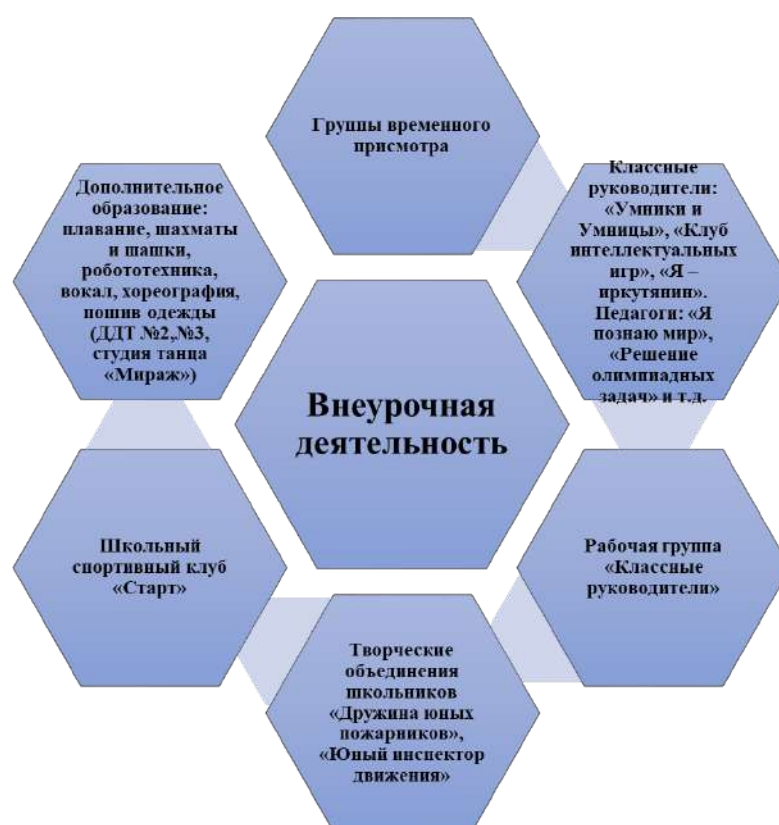 Группы временного
присмотра
Классные
руководители:
«Умники и
Умницы», «Клуб
интеллектуальных
игр», «Я –
иркутянин».
Педагоги: «Я
познаю мир»,
«Решение
олимпиадных
задач» и т.д.
Дополнительное
образование:
плавание, шахматы
и шашки,
робототехника,
вокал, хореография,
пошив одежды
(ДДТ №2,№3,
студия танца
«Мираж»)
Внеурочная
деятельность
Рабочая группа
«Классные
руководители»
Школьный
спортивный клуб
«Старт»
Творческие
объединения
школьников
«Дружина юных
пожарников»,
«Юный инспектор
движения»